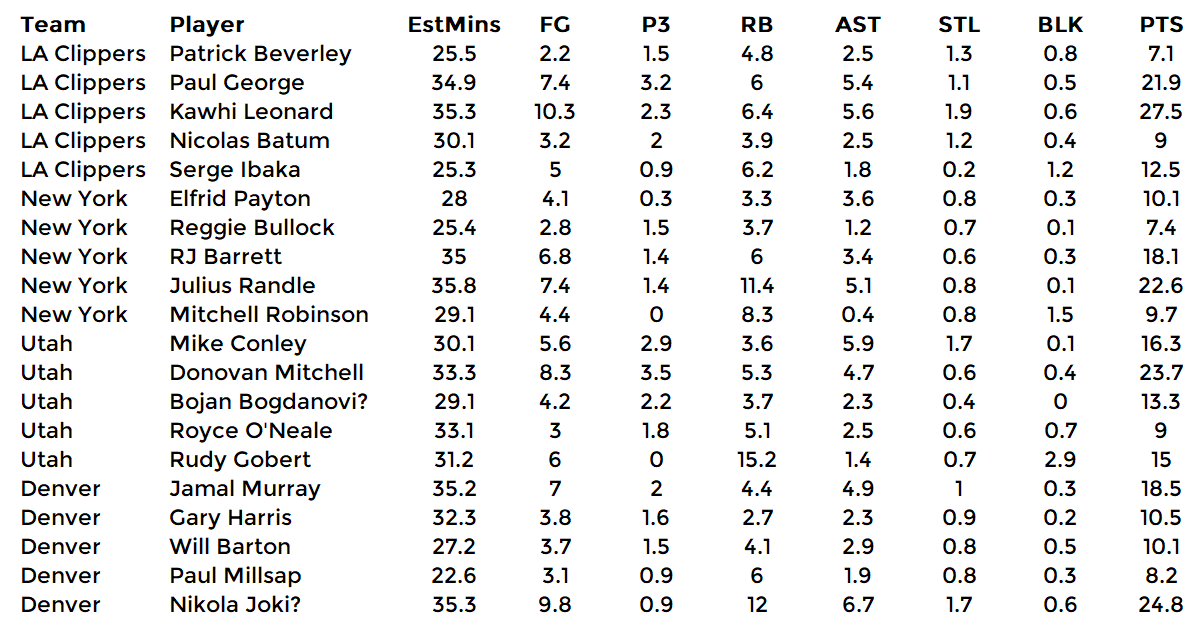 Team Player EstMins FG P3 RB AST STL BLK PTS
LA Clippers Patrick Beverley 25.5 2.2 1.5 4.8 2.5 1.3 0.8 7.1
LA Clippers Paul George 34.9 7.4 3.2 6 5.4 1.1 0.5 21.9
LA Clippers Kawhi Leonard 35.3 10.3 2.3 6.4 5.6 1.9 0.6 27.5
LA Clippers Nicolas Batum 30.1 3.2 2 3.9 2.5 1.2 0.4 9
LA Clippers Serge Ibaka 25.3 5 0.9 6.2 1.8 0.2 1.2 12.5
New York Elfrid Payton 28 4.1 0.3 3.3 3.6 0.8 0.3 10.1
New York Reggie Bullock 25.4 2.8 1.5 3.7 1.2 0.7 0.1 7.4
New York RJ Barrett 35 6.8 1.4 6 3.4 0.6 0.3 18.1
New York Julius Randle 35.8 7.4 1.4 11.4 5.1 0.8 0.1 22.6
New York Mitchell Robinson 29.1 4.4 0 8.3 0.4 0.8 1.5 9.7
Utah Mike Conley 30.1 5.6 2.9 3.6 5.9 1.7 0.1 16.3
Utah Donovan Mitchell 33.3 8.3 3.5 5.3 4.7 0.6 0.4 23.7
Utah Bojan Bogdanovi? 29.1 4.2 2.2 3.7 2.3 0.4 0 13.3
Utah Royce O'Neale 33.1 3 1.8 5.1 2.5 0.6 0.7 9
Utah Rudy Gobert 31.2 6 0 15.2 1.4 0.7 2.9 15
Denver Jamal Murray 35.2 7 2 4.4 4.9 1 0.3 18.5
Denver Gary Harris 32.3 3.8 1.6 2.7 2.3 0.9 0.2 10.5
Denver Will Barton 27.2 3.7 1.5 4.1 2.9 0.8 0.5 10.1
Denver Paul Millsap 22.6 3.1 0.9 6 1.9 0.8 0.3 8.2
Denver Nikola Joki? 35.3 9.8 0.9 12 6.7 1.7 0.6 24.8